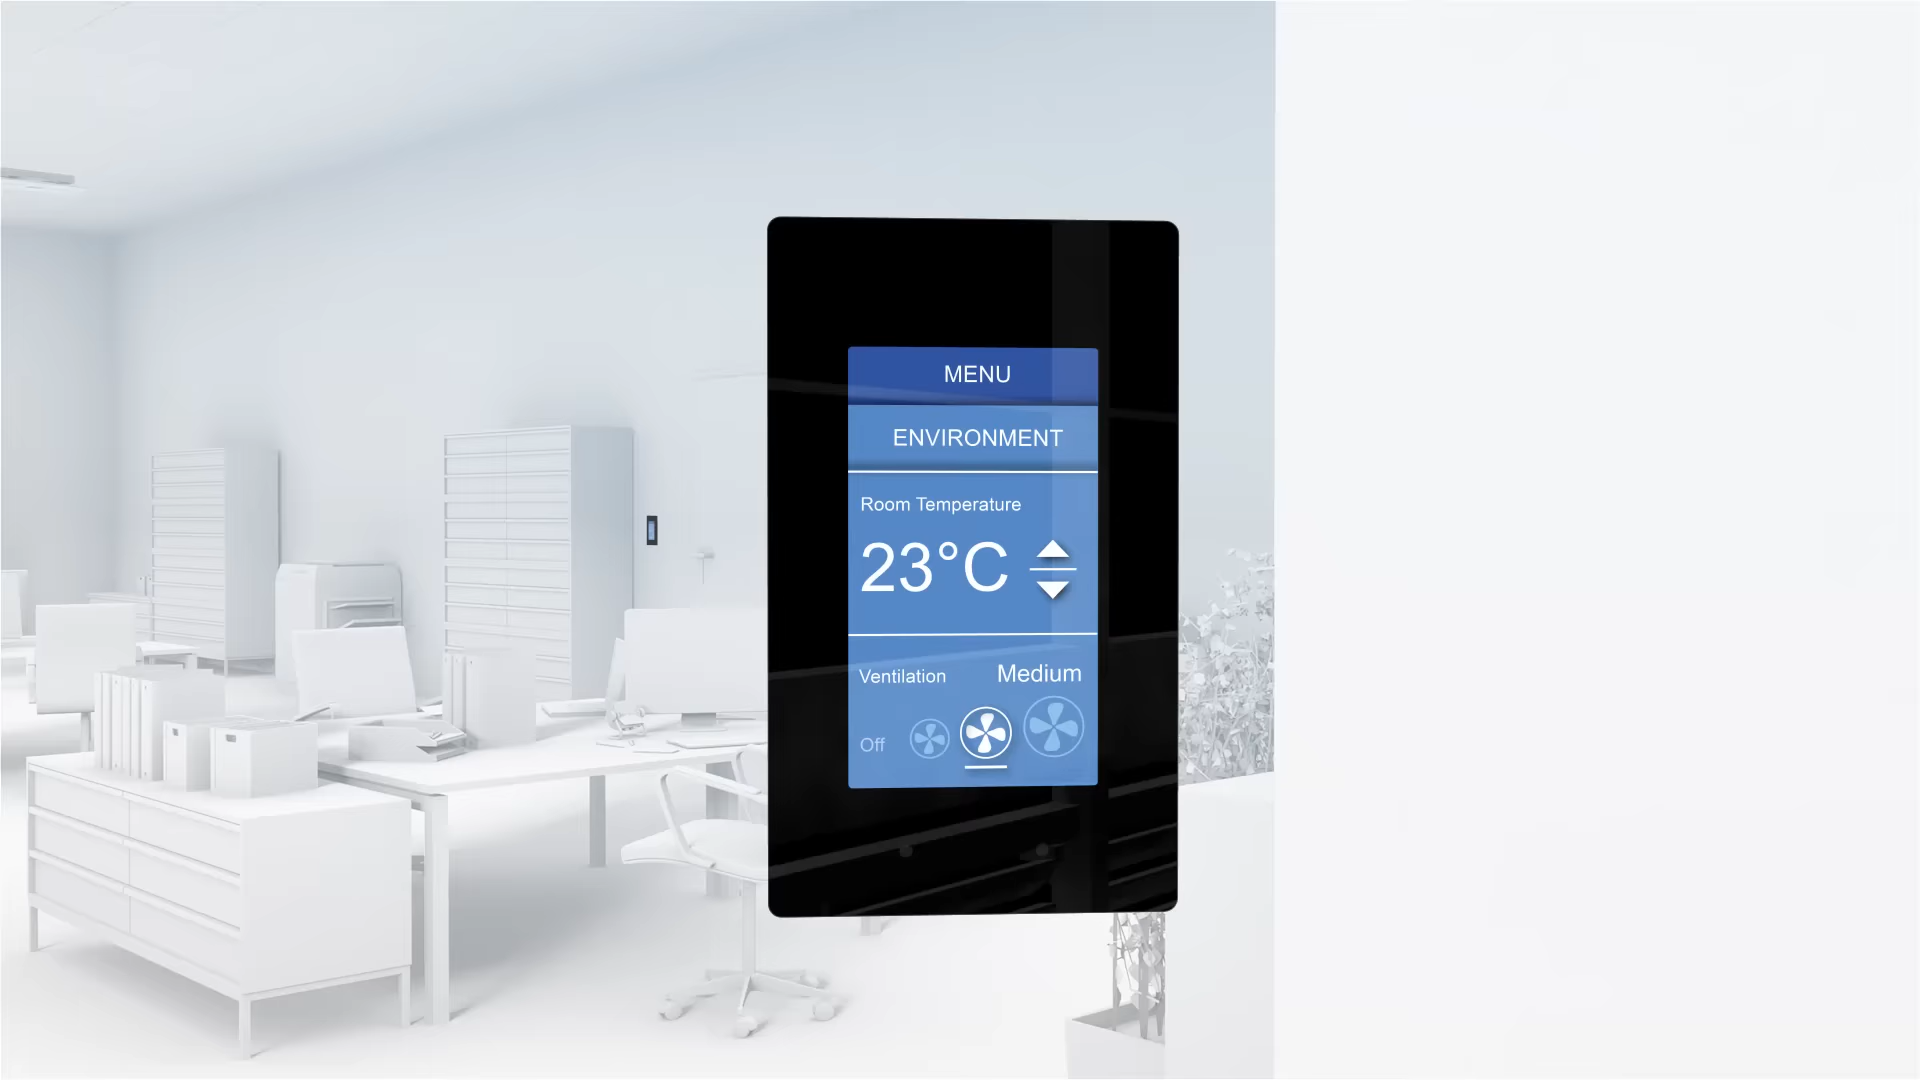 MENU
ENVIRONMENT
Room Temperature
23°C
Ventilation Medium
Off